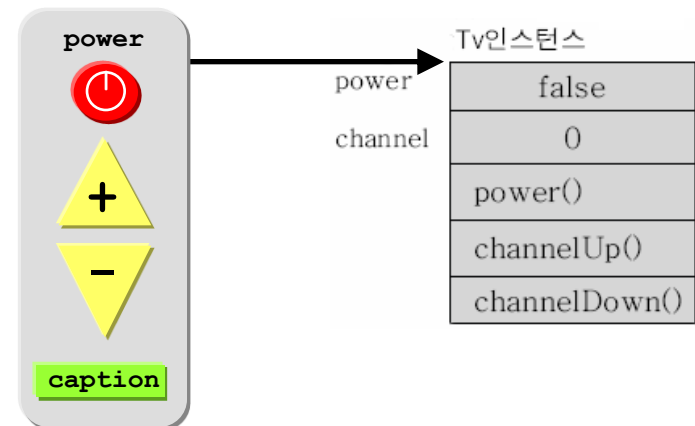 power
+
-
caption
Tv인스턴스
power false
channel 0
power()
channelUp()
channelDown()